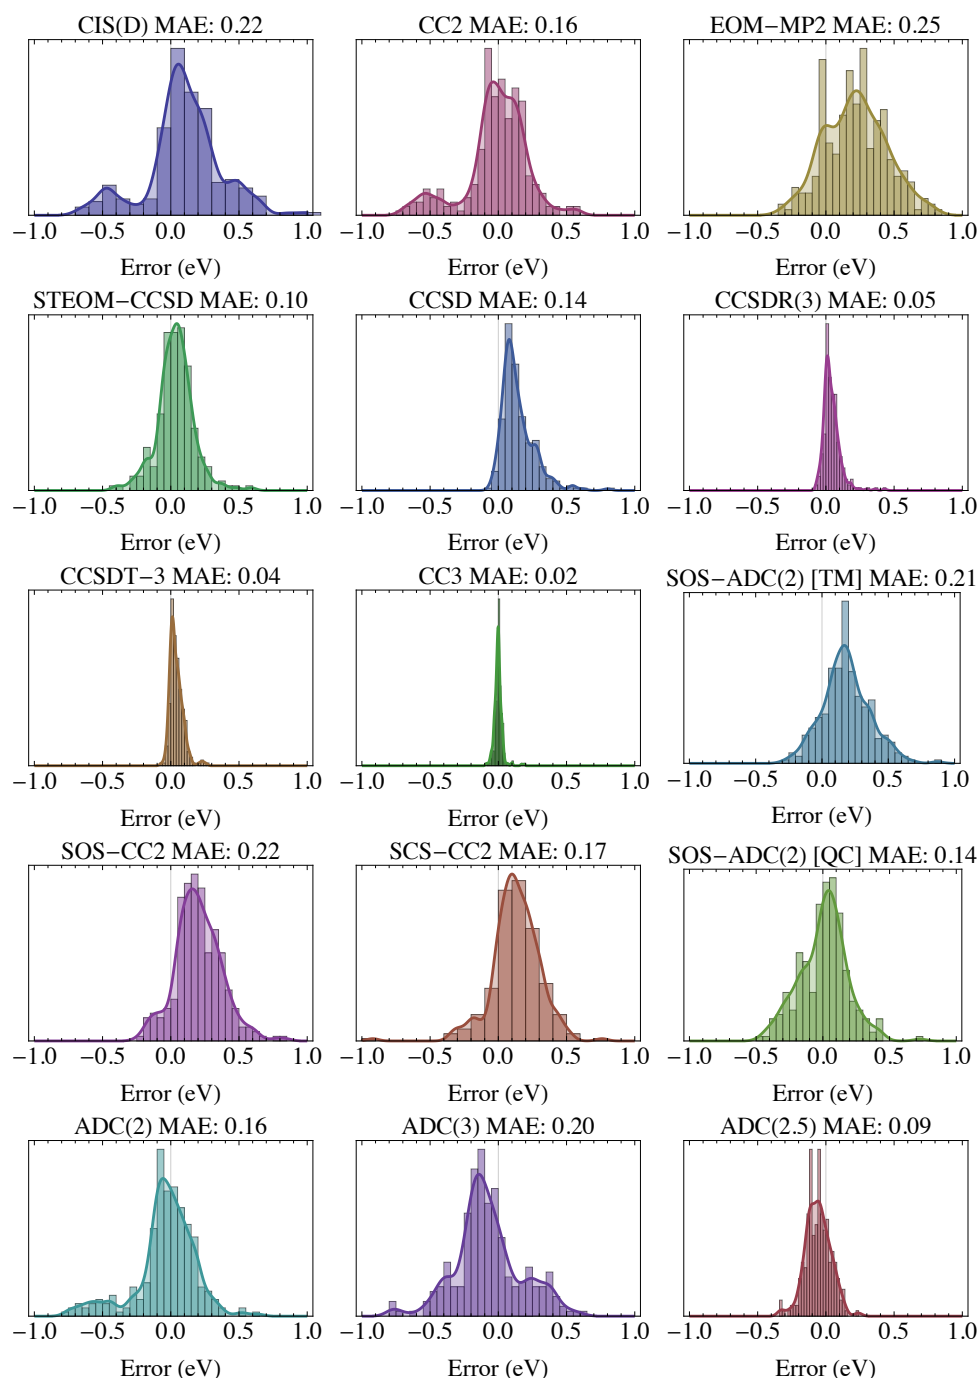 CIS(D) MAE: 0.22 CC2 MAE: 0.16 EOM−MP2 MAE: 0.25
−1.0 −0.5 0.0 0.5 1.0 −1.0 −0.5 0.0 0.5 1.0 −1.0 −0.5 0.0 0.5 1.0
Error (eV) Error (eV) Error (eV)
STEOM−CCSD MAE: 0.10 CCSD MAE: 0.14 CCSDR(3) MAE: 0.05
−1.0 −0.5 0.0 0.5 1.0 −1.0 −0.5 0.0 0.5 1.0 −1.0 −0.5 0.0 0.5 1.0
Error (eV) Error (eV) Error (eV)
CCSDT−3 MAE: 0.04 CC3 MAE: 0.02 SOS−ADC(2) [TM] MAE: 0.21
−1.0 −0.5 0.0 0.5 1.0 −1.0 −0.5 0.0 0.5 1.0 −1.0 −0.5 0.0 0.5 1.0
Error (eV) Error (eV) Error (eV)
SOS−CC2 MAE: 0.22 SCS−CC2 MAE: 0.17 SOS−ADC(2) [QC] MAE: 0.14
−1.0 −0.5 0.0 0.5 1.0 −1.0 −0.5 0.0 0.5 1.0 −1.0 −0.5 0.0 0.5 1.0
Error (eV) Error (eV) Error (eV)
ADC(2) MAE: 0.16 ADC(3) MAE: 0.20 ADC(2.5) MAE: 0.09
−1.0 −0.5 0.0 0.5 1.0 −1.0 −0.5 0.0 0.5 1.0 −1.0 −0.5 0.0 0.5 1.0
Error (eV) Error (eV) Error (eV)